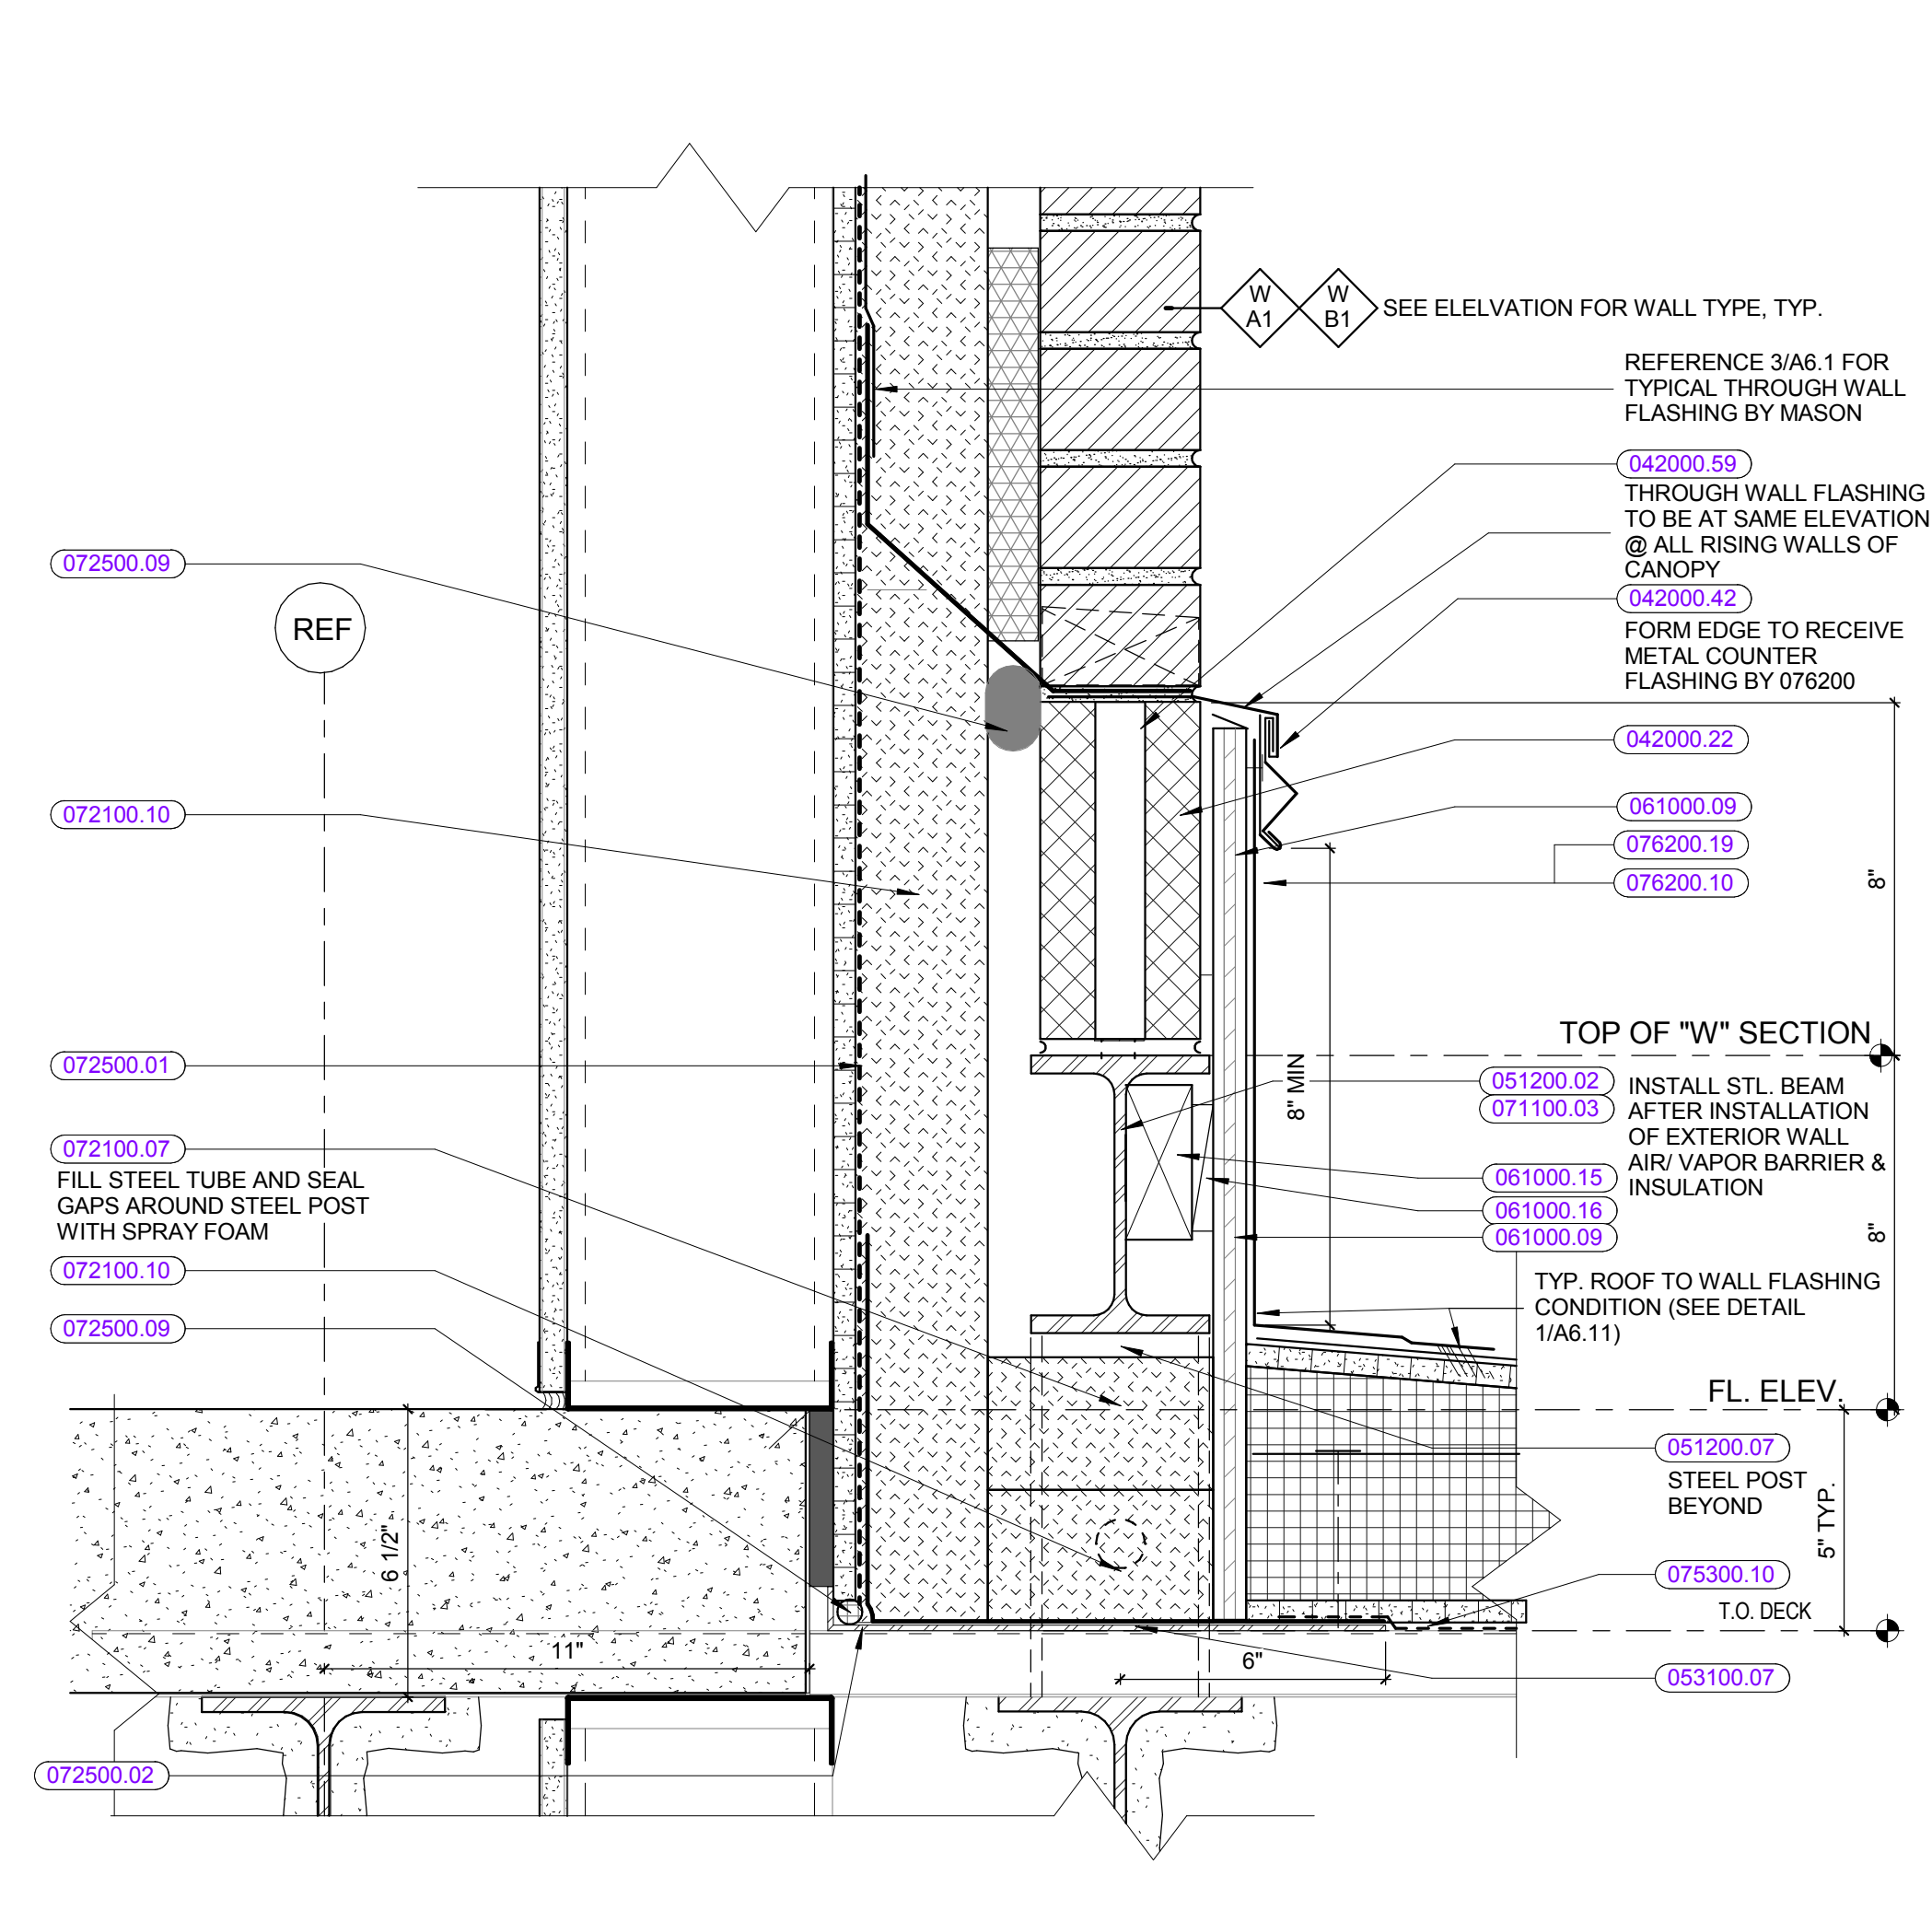 W
A1
W
B1
SEE ELELVATION FOR WALL TYPE, TYP.
REFERENCE 3/A6.1 FOR
TYPICAL THROUGH WALL
FLASHING BY MASON
042000.59
THROUGH WALL FLASHING
TO BE AT SAME ELEVATION
@ ALL RISING WALLS OF
CANOPY
042000.42
FORM EDGE TO RECEIVE
METAL COUNTER
FLASHING BY 076200
042000.22
061000.09
076200.19
076200.10
8"
TOP OF "W" SECTION
8" MIN
051200.02
071100.03
INSTALL STL. BEAM
AFTER INSTALLATION
OF EXTERIOR WALL
AIR/ VAPOR BARRIER &
INSULATION
061000.15
061000.16
061000.09
8"
TYP. ROOF TO WALL FLASHING
CONDITION (SEE DETAIL
1/A6.11)
FL. ELEV.
051200.07
STEEL POST
BEYOND
5" TYP.
075300.10
T.O. DECK
053100.07
072500.09
REF
072100.10
072500.01
072100.07
FILL STEEL TUBE AND SEAL
GAPS AROUND STEEL POST
WITH SPRAY FOAM
072100.10
072500.09
6 1/2"
11"
6"
072500.02